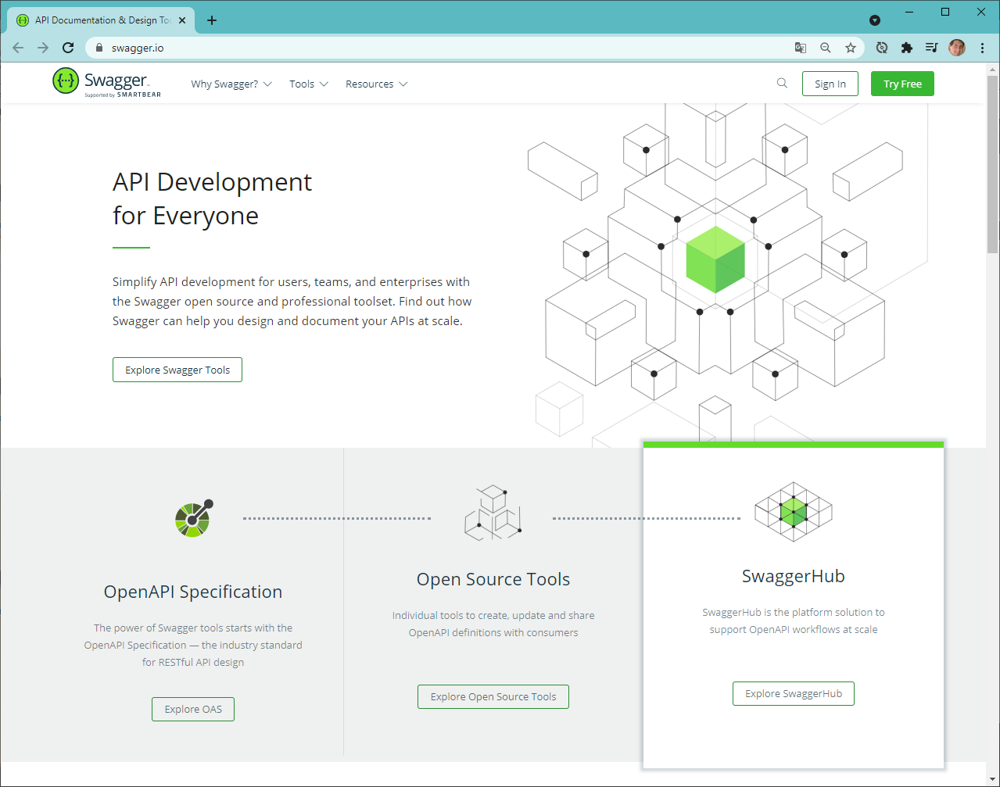 API Documentation & Design Too
swagger.io
Swagger
Supported by SMARTBEAR
Why Swagger?
Tools
Resources
Sign In
Try Free
API Development
for Everyone
Simplify API development for users, teams, and enterprises with
the Swagger open source and professional toolset. Find out how
Swagger can help you design and document your APIs at scale.
Explore Swagger Tools
OpenAPI Specification
The power of Swagger tools starts with the
OpenAPI Specification — the industry standard
for RESTful API design
Explore OAS
Open Source Tools
Individual tools to create, update and share
OpenAPI definitions with consumers
Explore Open Source Tools
SwaggerHub
SwaggerHub is the platform solution to
support OpenAPI workflows at scale
Explore SwaggerHub